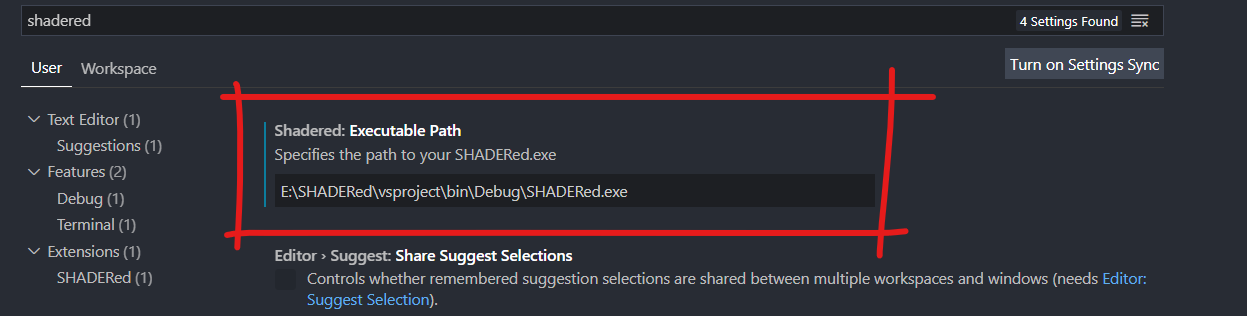 shadered
4 Settings Found
User
Workspace
Turn on Settings Sync
Text Editor (1)
Suggestions (1)
Features (2)
Debug (1)
Terminal (1)
Extensions (1)
SHADERed (1)
Shadered: Executable Path
Specifies the path to your SHADERed.exe
E:\SHADERed\vsproject\bin\Debug\SHADERed.exe
Editor › Suggest: Share Suggest Selections
Controls whether remembered suggestion selections are shared between multiple workspaces and windows (needs Editor:
Suggest Selection).